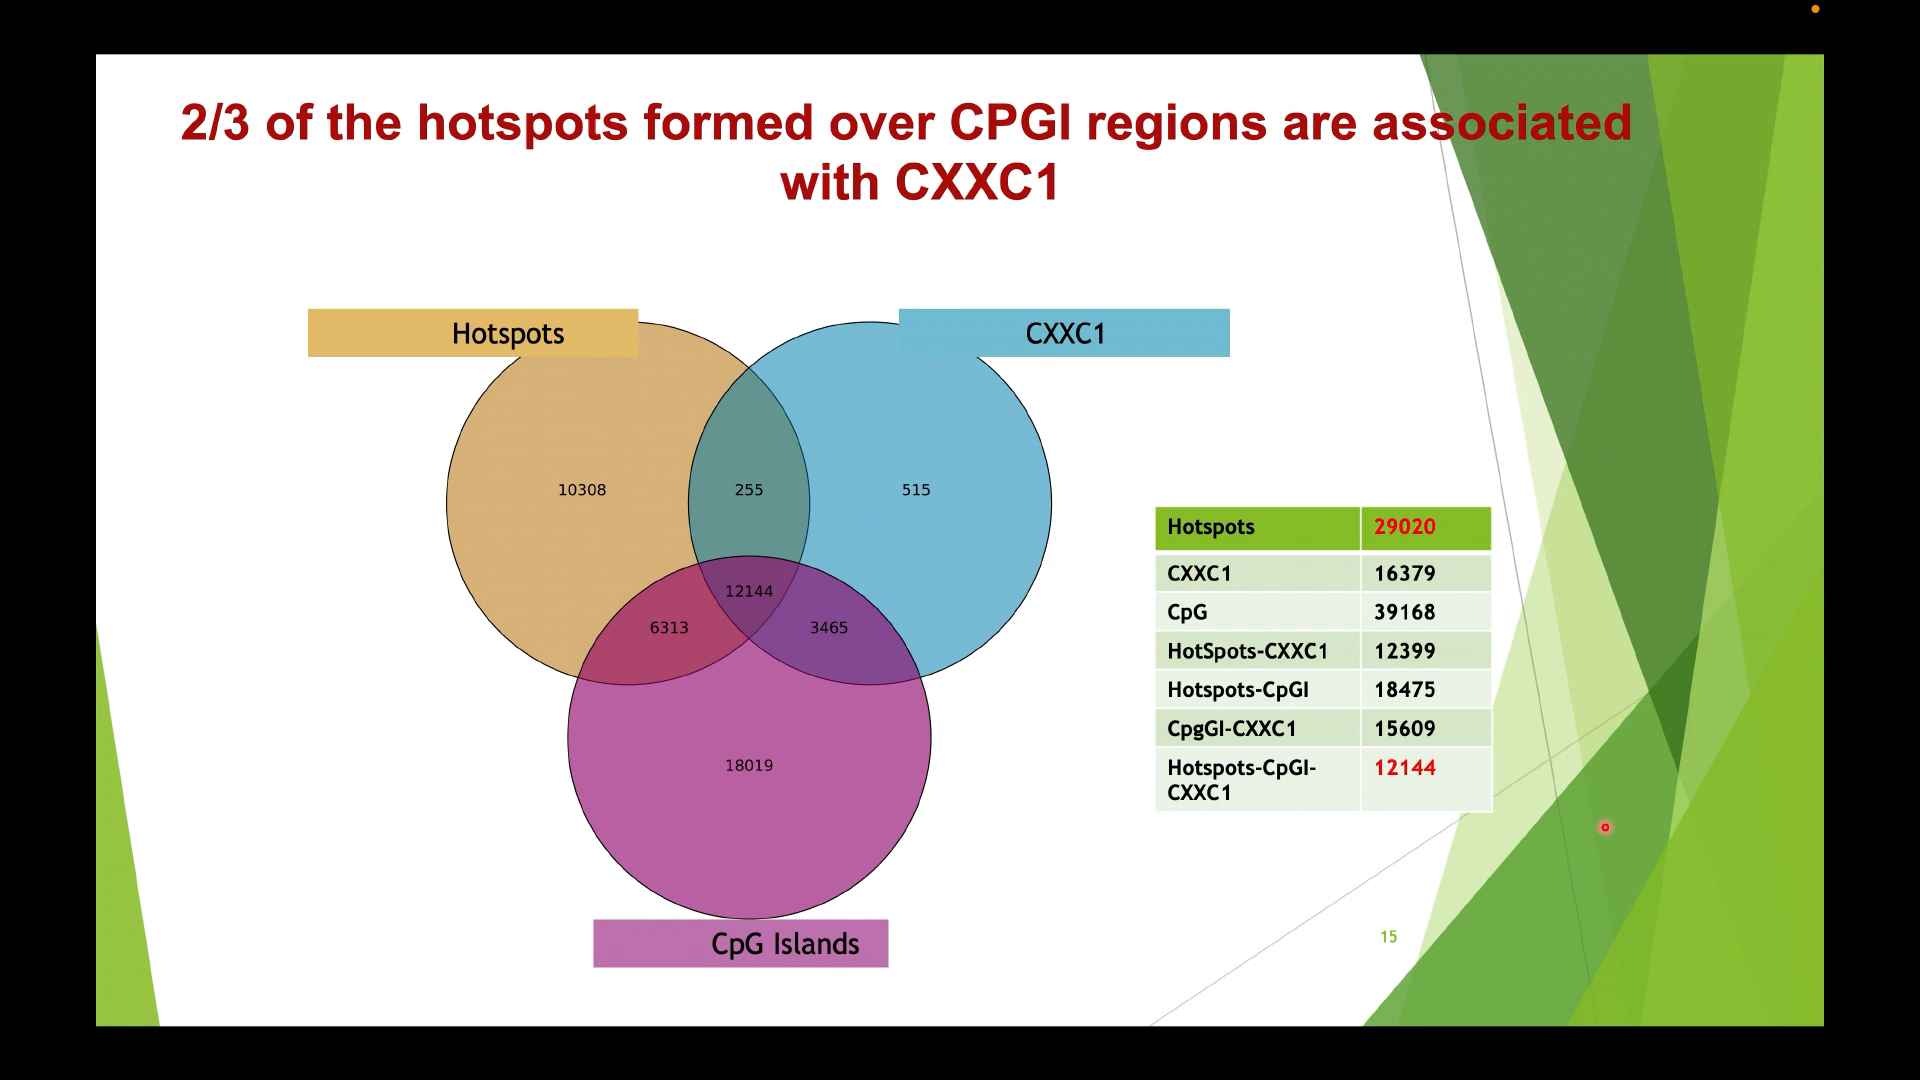 2/3 of the hotspots formed over CPGI regions are associated
with CXXC1
Hotspots
CXXC1
10308
255
515
12144
6313
3465
18019
CpG Islands
Hotspots 29020
CXXC1 16379
CpG 39168
HotSpots-CXXC1 12399
Hotspots-CpGI 18475
CpgGI-CXXC1 15609
Hotspots-CpGI- 12144
CXXC1
15